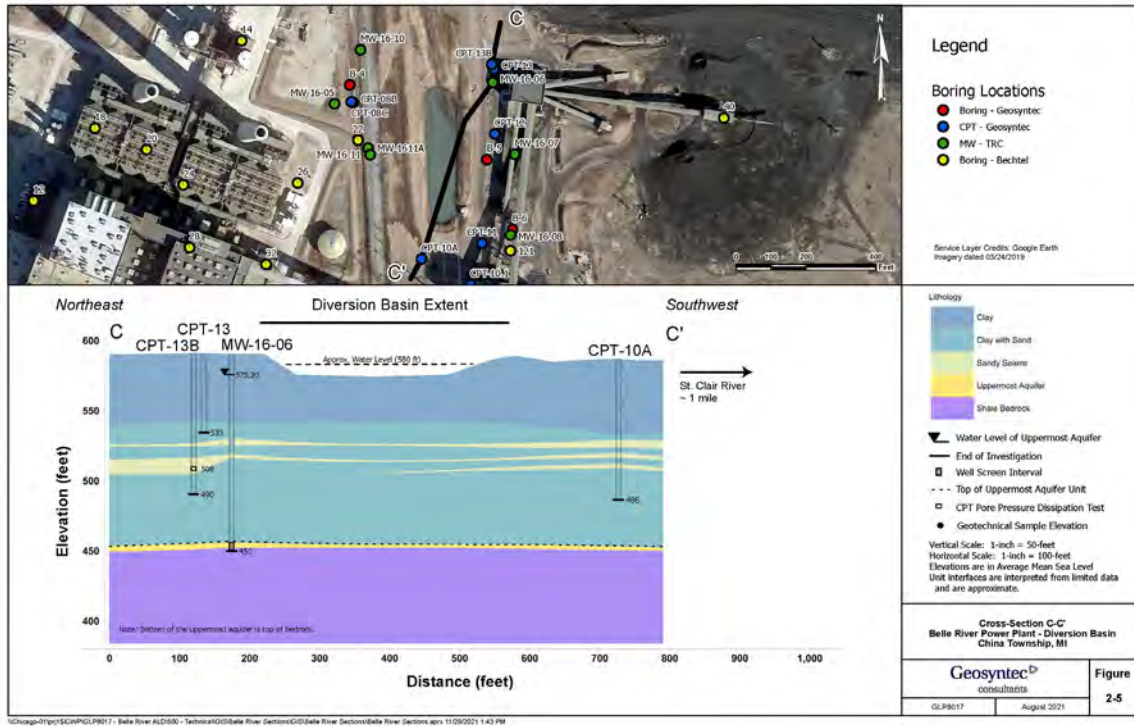 C
N
14
MW-16-10
CPT-13B
CPT-13
MW-16-06
B-4
MW-16-05
CPT-08B
CPT-08C
18
20
22
MW-16-11
MW-1611A
CPT-12
B-5
MW-16-07
24
26
12
28
32
B-6
CPT-11
MW-16-08
121
CPT-10A
C'
0 100 200 400
Feet
Legend
Boring Locations
Boring - Geosyntec
CPT - Geosyntec
MW - TRC
Boring - Bechtel
Service Layer Credits: Google Earth
Imagery dated 03/24/2019
Northeast
Diversion Basin Extent
Southwest
C
CPT-13
CPT-13B
MW-16-06
C'
CPT-10A
Approx. Water Level (580 ft)
St. Clair River
~ 1 mile
600
550
500
450
400
Elevation (feet)
490
450
486
Note: Bottom of the uppermost aquifer is top of bedrock.
0 100 200 300 400 500 600 700 800 900 1,000
Distance (feet)
Lithology
Clay
Clay with Sand
Sandy Seams
Uppermost Aquifer
Shale Bedrock
Water Level of Uppermost Aquifer
End of Investigation
Well Screen Interval
Top of Uppermost Aquifer Unit
CPT Pore Pressure Dissipation Test
Geotechnical Sample Elevation
Vertical Scale: 1-inch = 50-feet
Horizontal Scale: 1-inch = 100-feet
Elevations are in Average Mean Sea Level
Unit interfaces are interpreted from limited data
and are approximate.
Cross-Section C-C'
Belle River Power Plant - Diversion Basin
China Township, MI
Geosyntec
consultants
Figure
2-5
GLP8017
August 2021